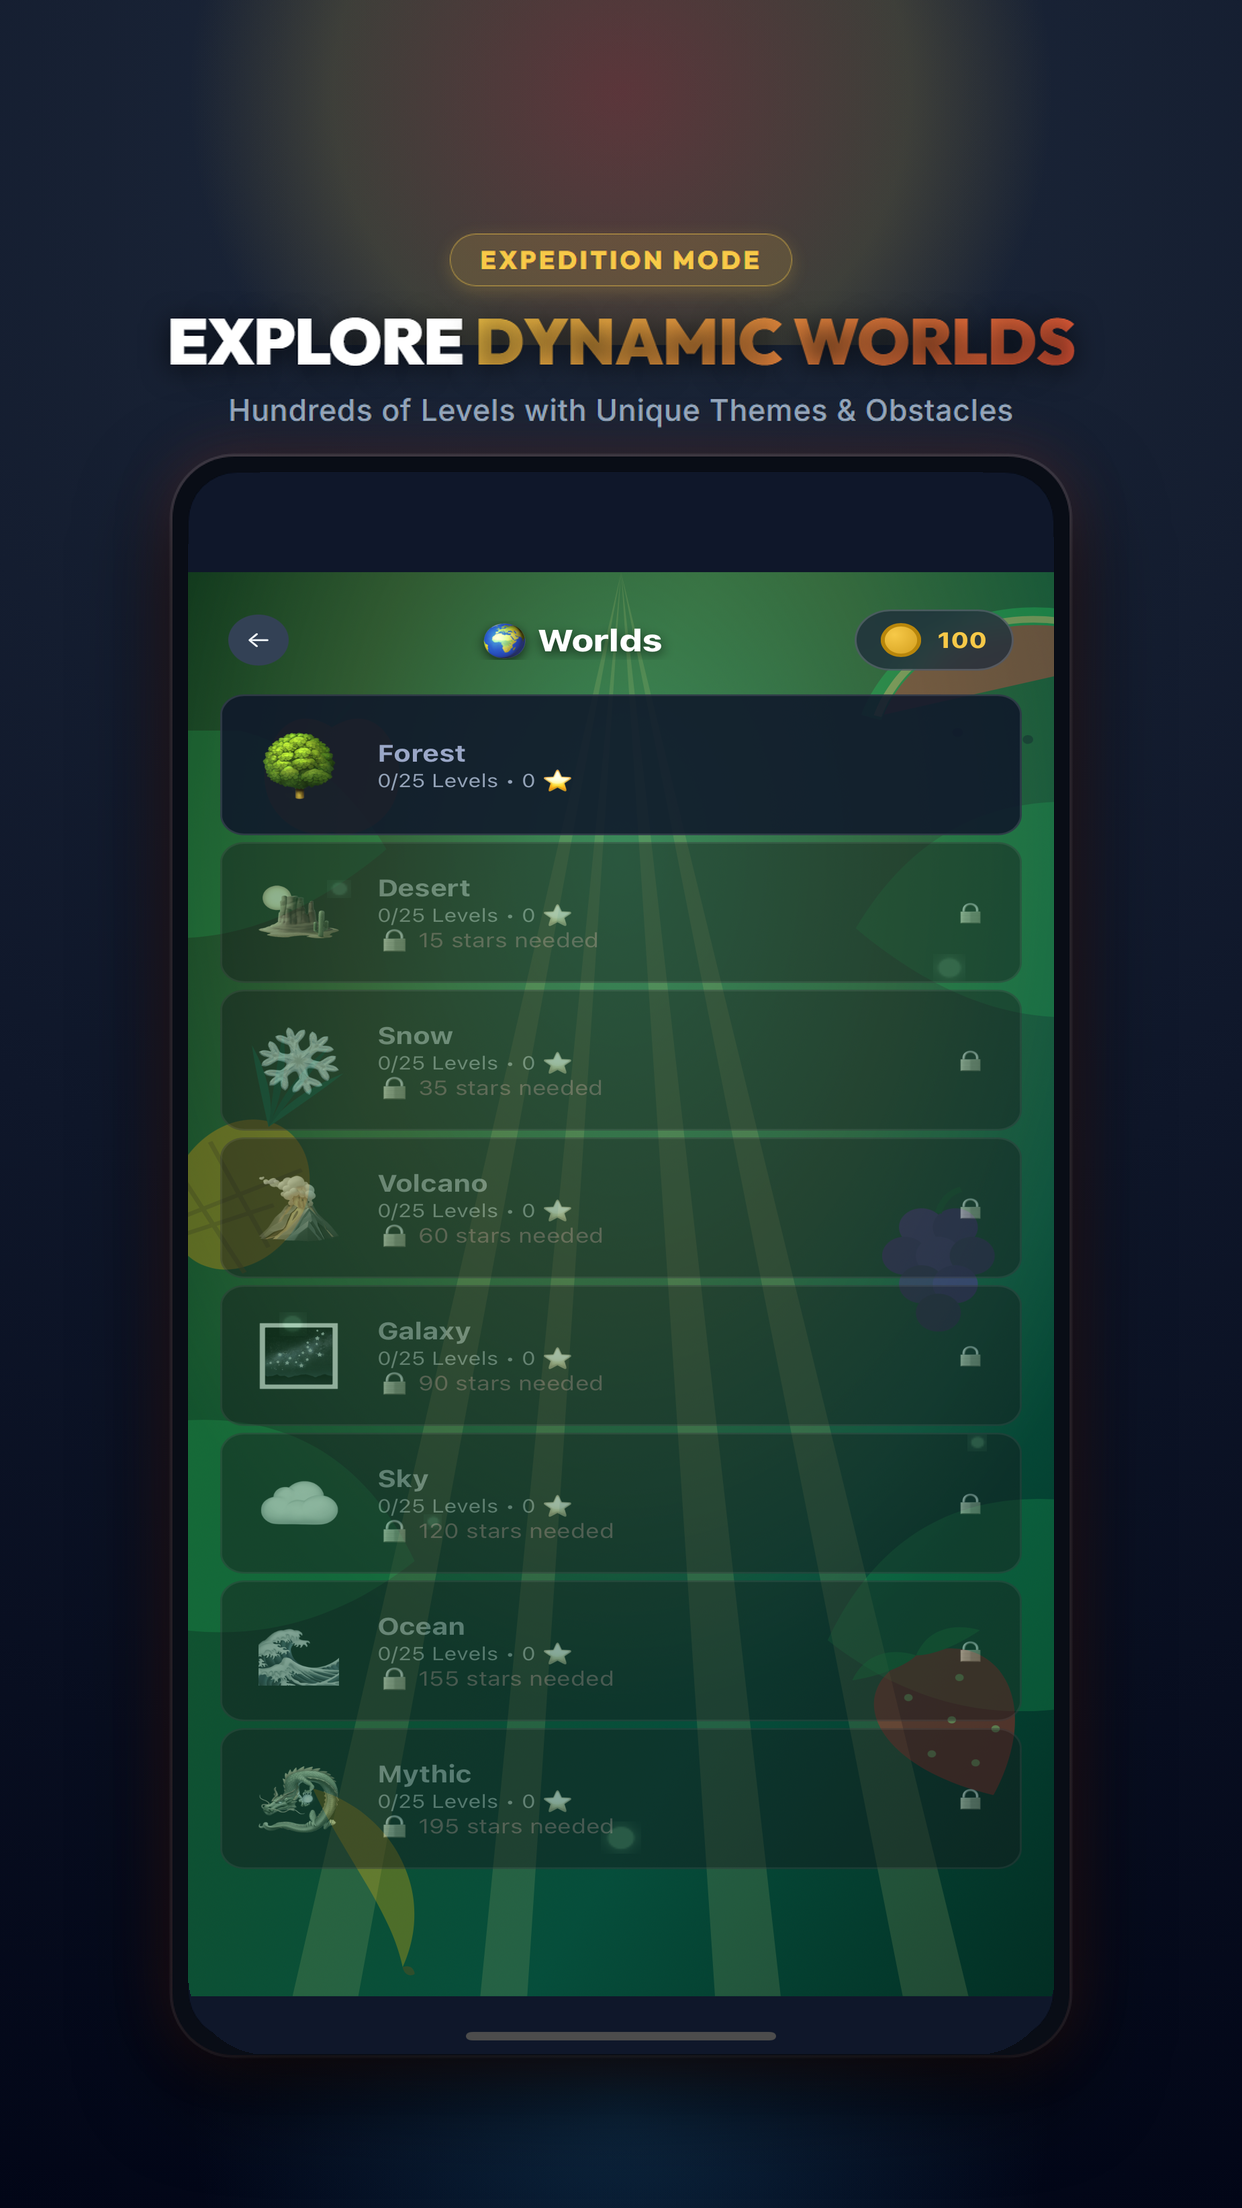 EXPEDITION MODE
EXPLORE DYNAMIC WORLDS
Hundreds of Levels with Unique Themes & Obstacles
Worlds
100
Forest
0/25 Levels • 0
Desert
0/25 Levels • 0
15 stars needed
Snow
0/25 Levels • 0
35 stars needed
Volcano
0/25 Levels • 0
60 stars needed
Galaxy
0/25 Levels • 0
90 stars needed
Sky
0/25 Levels • 0
120 stars needed
Ocean
0/25 Levels • 0
155 stars needed
Mythic
0/25 Levels • 0
195 stars needed